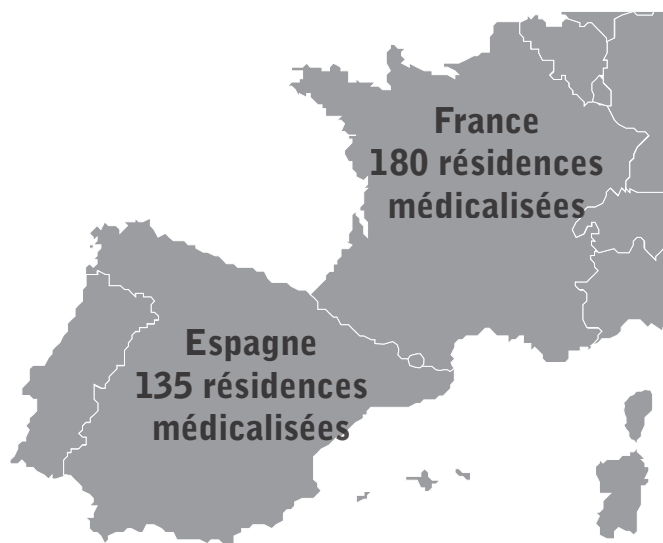 France
180 résidences
médicalisées
Espagne
135 résidences
médicalisées